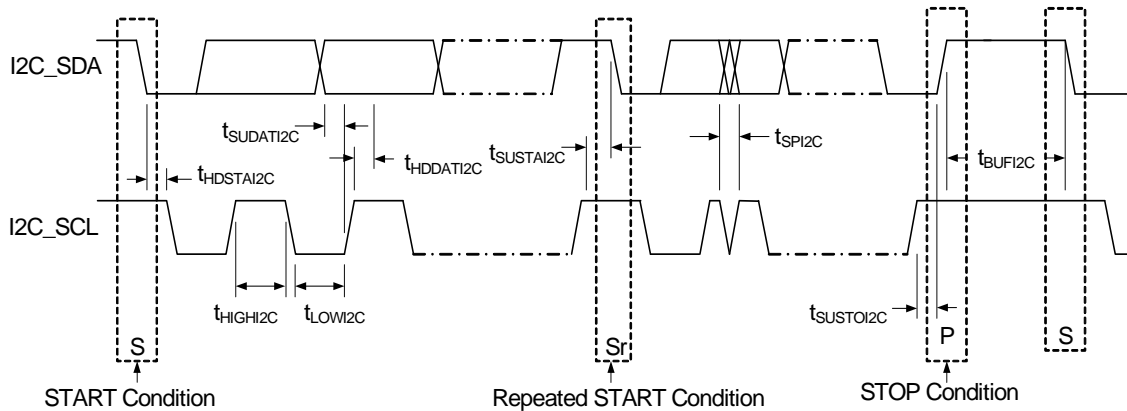 I2C_SDA
tSUDATI2C
tHDDATI2C
tSUSTAI2C
tSPI2C
tBUFI2C
tHDSTAI2C
I2C_SCL
tHIGHI2C
tLOWI2C
tSUSTOI2C
S
Sr
P
S
START Condition
Repeated START Condition
STOP Condition